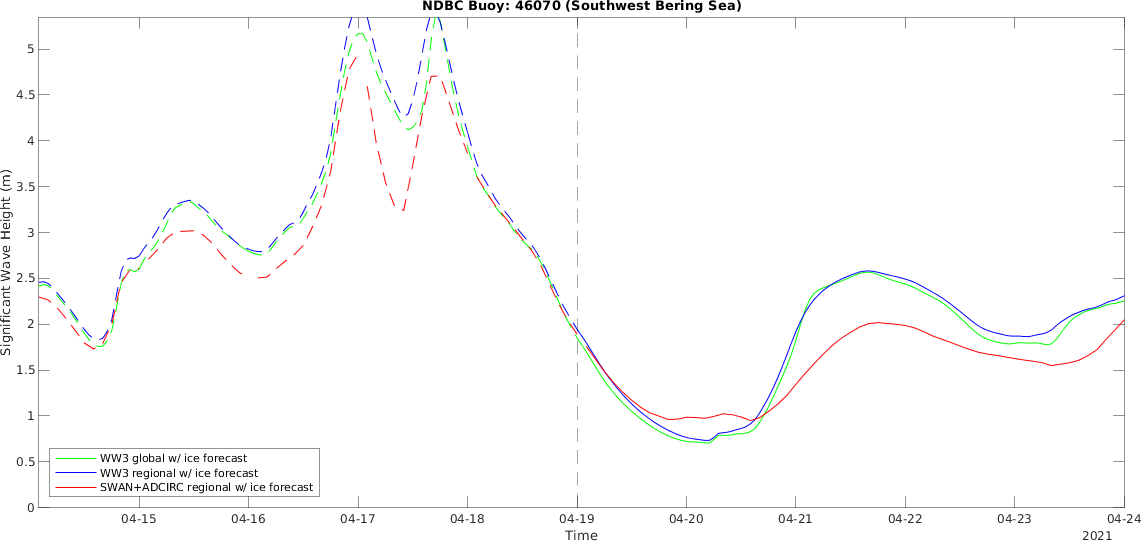 NDBC Buoy: 46070 (Southwest Bering Sea)
5
4.5
4
3.5
3
2.5
2
1.5
1
0.5
0
Significant Wave Height (m)
WW3 global w/ ice forecast
WW3 regional w/ ice forecast
SWAN+ADCIRC regional w/ ice forecast
04-15 04-16 04-17 04-18 04-19 04-20 04-21 04-22 04-23 04-24
Time
2021